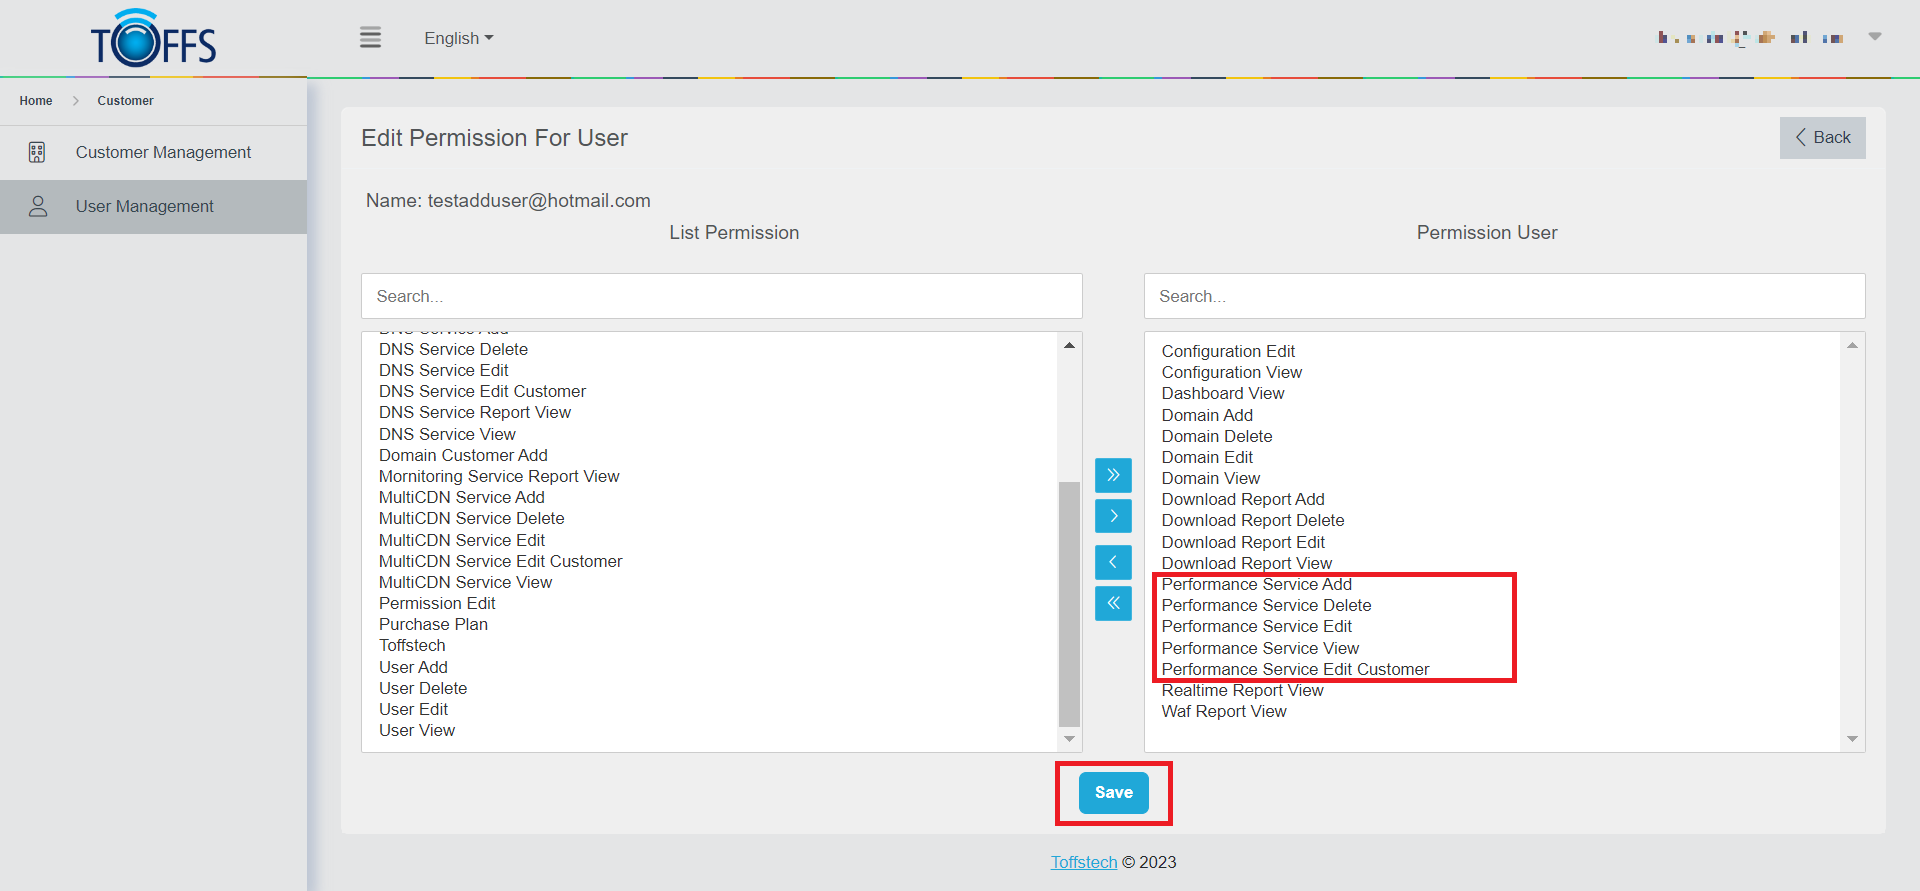 TOFFS
English
Home
Customer
Customer Management
User Management
Edit Permission For User
Back
Name: testadduser@hotmail.com
List Permission
Permission User
Search...
Search...
DNS Service Add
DNS Service Delete
DNS Service Edit
DNS Service Edit Customer
DNS Service Report View
DNS Service View
Domain Customer Add
Mornitoring Service Report View
MultiCDN Service Add
MultiCDN Service Delete
MultiCDN Service Edit
MultiCDN Service Edit Customer
MultiCDN Service View
Permission Edit
Purchase Plan
Toffstech
User Add
User Delete
User Edit
User View
Configuration Edit
Configuration View
Dashboard View
Domain Add
Domain Delete
Domain Edit
Domain View
Download Report Add
Download Report Delete
Download Report Edit
Download Report View
Performance Service Add
Performance Service Delete
Performance Service Edit
Performance Service View
Performance Service Edit Customer
Realtime Report View
Waf Report View
Save
Toffstech © 2023